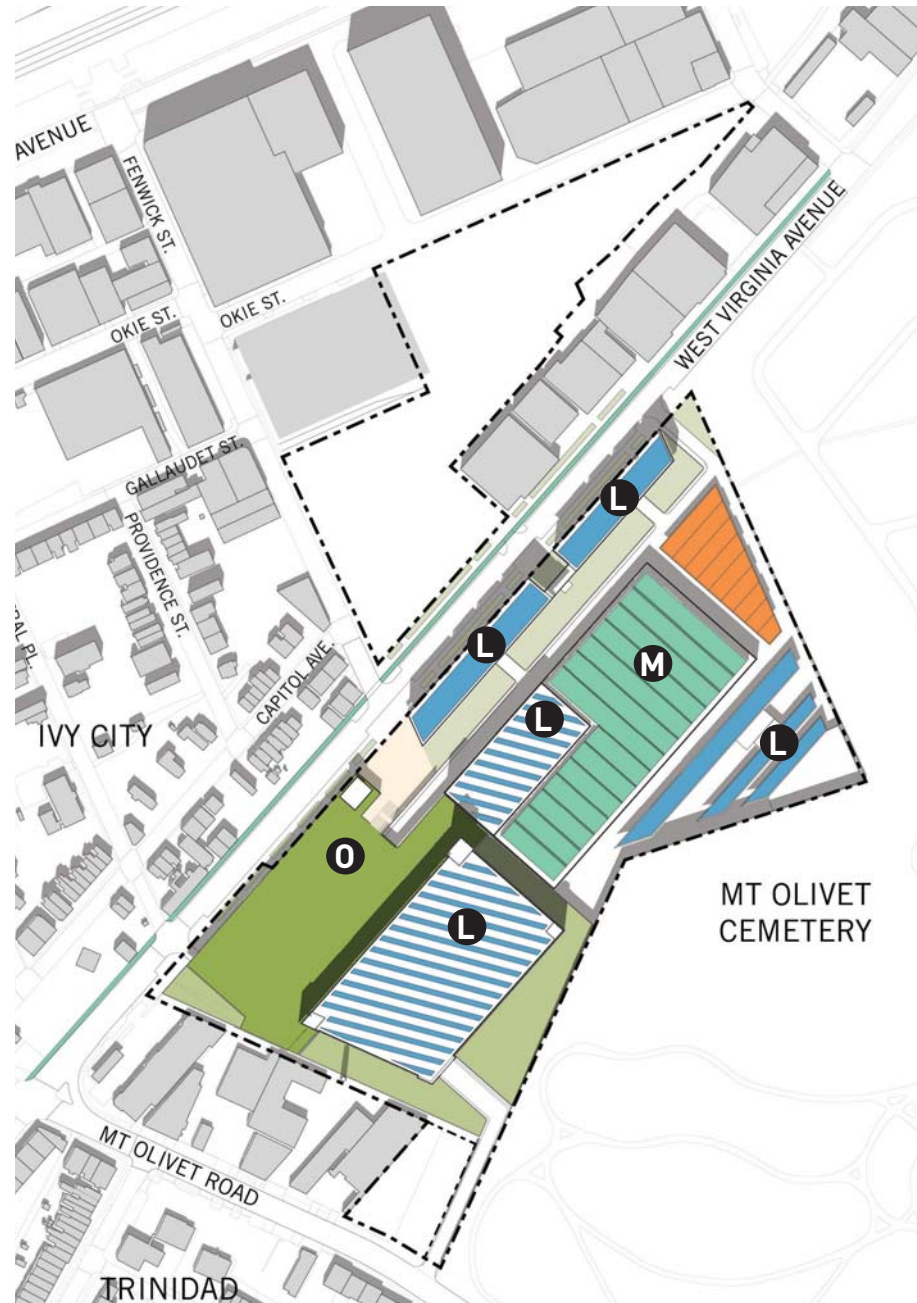 AVENUE
FENWICK ST.
OKIE ST.
OKIE ST.
WEST VIRGINIA AVENUE
GALLAUDET ST.
PROVIDENCE ST.
CAPITOL AVE.
PL.
IVY CITY
L
L
M
L
L
O
L
MT OLIVET
CEMETERY
MT OLIVET ROAD
TRINIDAD